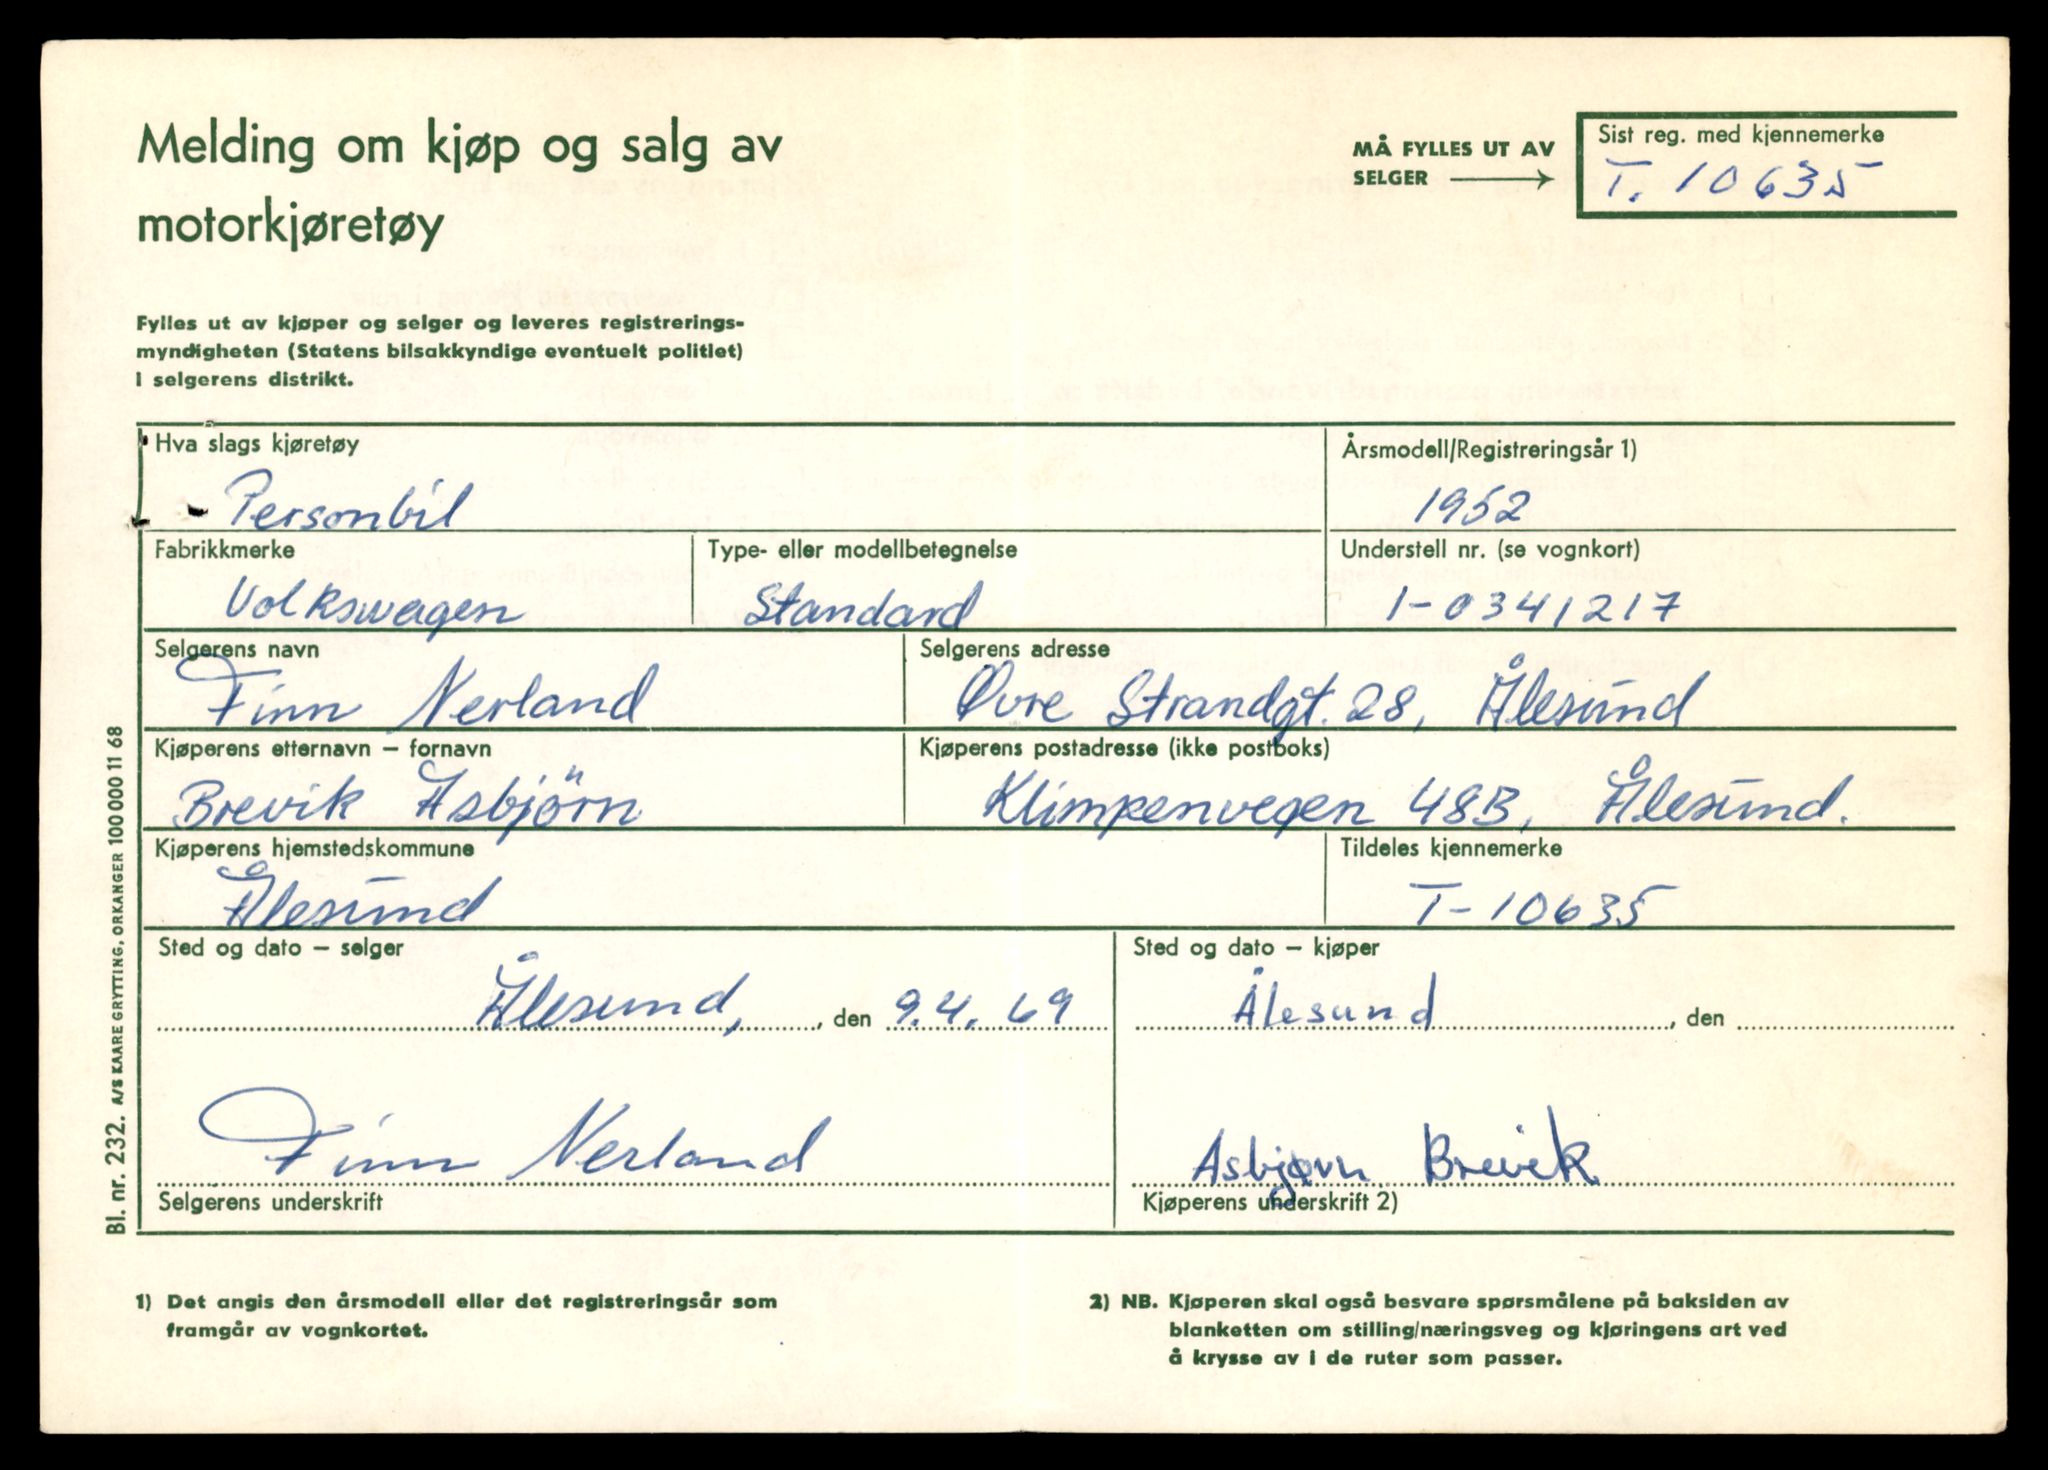 Melding om kjøp og salg av
motorkjøretøy
MÅ FYLLES UT AV
SELGER
Sist reg. med kjennemerke
T. 10635
Fylles ut av kjøper og selger og leveres registrerings-
myndigheten (Statens bilsakkyndige eventuelt politiet)
i selgerens distrikt.
Hva slags kjøretøy
Personbil
Årsmodell/Registreringsår 1)
1952
Fabrikkmerke
Volkswagen
Type- eller modellbetegnelse
Standard
Understell nr. (se vognkort)
1-0341217
Selgerens navn
Finn Nerland
Selgerens adresse
Øvre Strandgt. 28, Ålesund
Kjøperens etternavn – fornavn
Brevik Asbjörn
Kjøperens postadresse (ikke postboks)
Klimpenvegen 48B, Ålesund.
Kjøperens hjemstedskommune
Ålesund
Tildeles kjennemerke
T-10635
Sted og dato – selger
Ålesund, , den 9.4.69
Sted og dato – kjøper
Ålesund , den
Finn Nerland
Selgerens underskrift
Asbjørn Brevik
Kjøperens underskrift 2)
Bl. nr. 232. A/S KAARE GRYTTING, ORKANGER 100 000 11 68
1) Det angis den årsmodell eller det registreringsår som
framgår av vognkortet.
2) NB. Kjøperen skal også besvare spørsmålene på baksiden av
blanketten om stilling/næringsveg og kjøringens art ved
å krysse av i de ruter som passer.